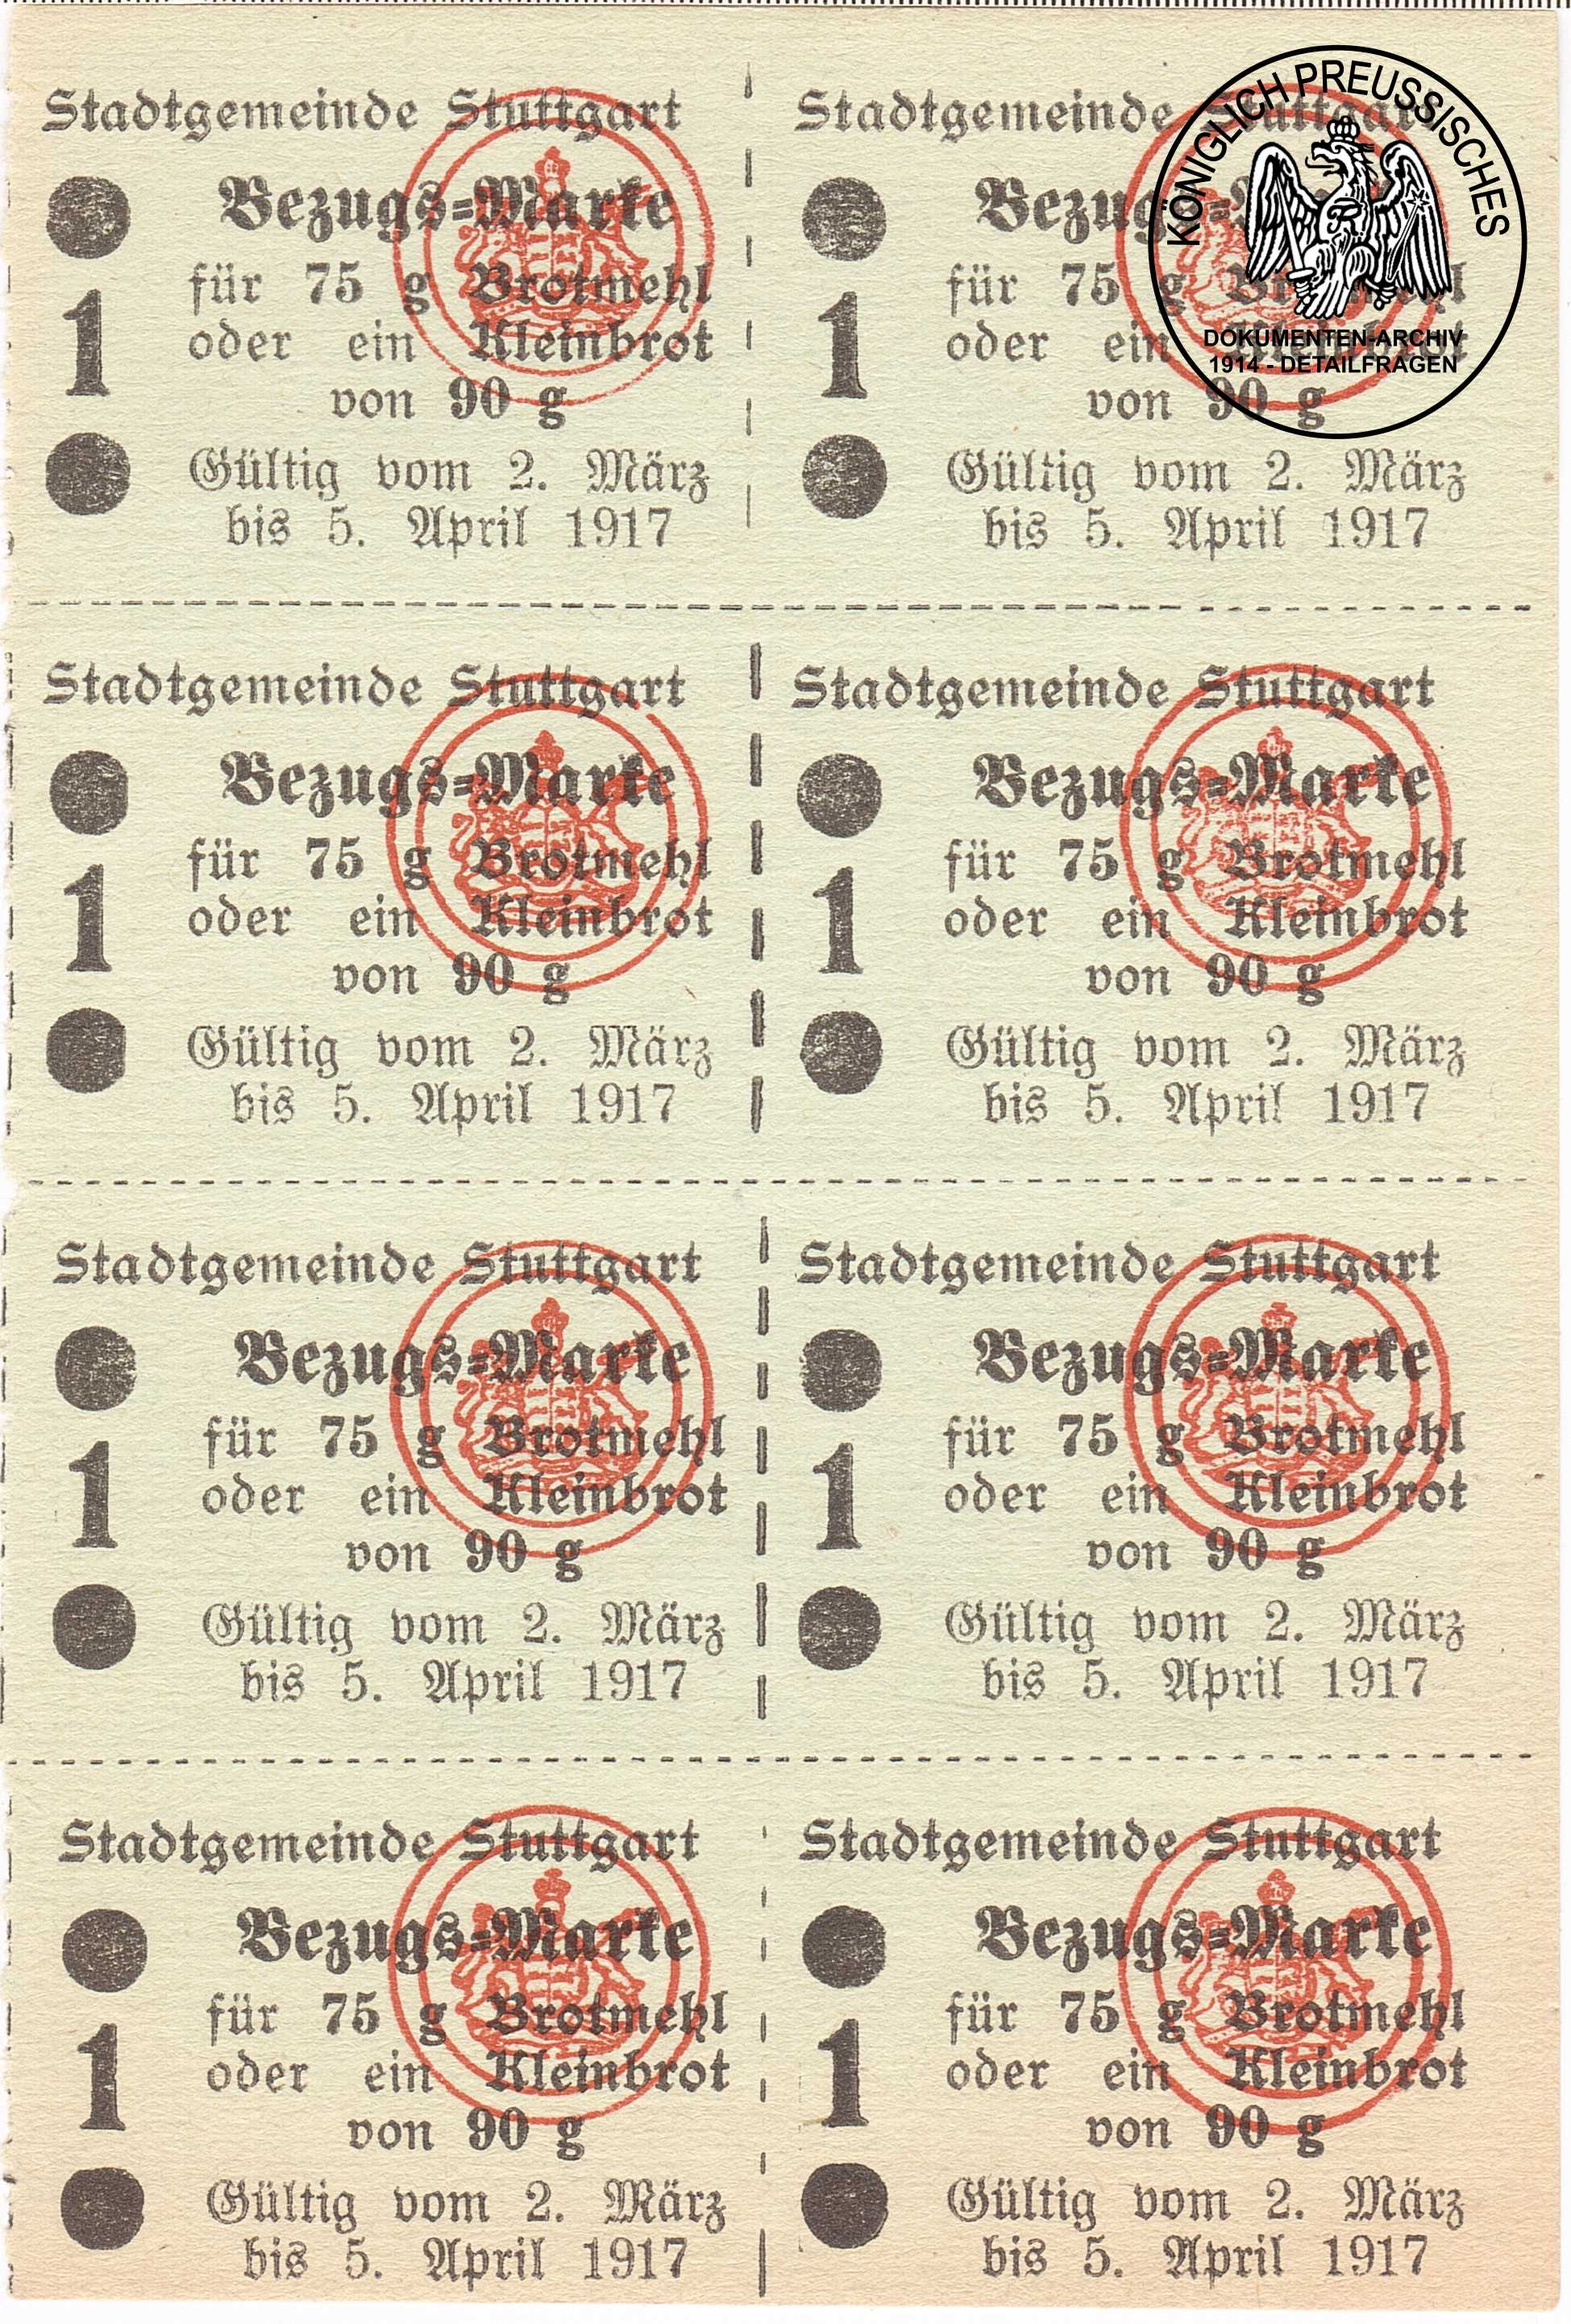 Stadtgemeinde Stuttgart
Bezugs-Marke
für 75 g Brotmehl
1
oder ein Kleinbrot
von 90 g
Gültig vom 2. März
bis 5. April 1917
Stadtgemeinde Stuttgart
Bezugs-Marke
für 75 g Brotmehl
1
oder ein Kleinbrot
von 90 g
Gültig vom 2. März
bis 5. April 1917
KÖNIGLICH PREUSSISCHES
DOKUMENTEN-ARCHIV
1914 - DETAILFRAGEN
Stadtgemeinde Stuttgart
Bezugs-Marke
für 75 g Brotmehl
1
oder ein Kleinbrot
von 90 g
Gültig vom 2. März
bis 5. April 1917
Stadtgemeinde Stuttgart
Bezugs-Marke
für 75 g Brotmehl
1
oder ein Kleinbrot
von 90 g
Gültig vom 2. März
bis 5. April 1917
Stadtgemeinde Stuttgart
Bezugs-Marke
für 75 g Brotmehl
1
oder ein Kleinbrot
von 90 g
Gültig vom 2. März
bis 5. April 1917
Stadtgemeinde Stuttgart
Bezugs-Marke
für 75 g Brotmehl
1
oder ein Kleinbrot
von 90 g
Gültig vom 2. März
bis 5. April 1917
Stadtgemeinde Stuttgart
Bezugs-Marke
für 75 g Brotmehl
1
oder ein Kleinbrot
von 90 g
Gültig vom 2. März
bis 5. April 1917
Stadtgemeinde Stuttgart
Bezugs-Marke
für 75 g Brotmehl
1
oder ein Kleinbrot
von 90 g
Gültig vom 2. März
bis 5. April 1917